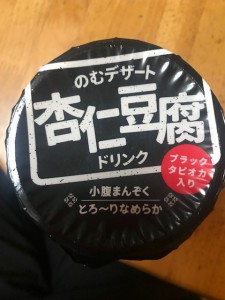 のむデザート
杏仁豆腐
ドリンク
ブラック
タピオカ
入り
小腹まんぞく
とろ〜りなめらか